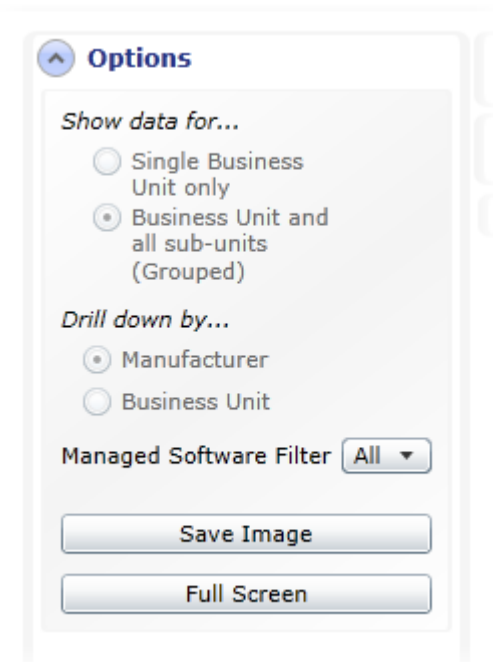 Options
Show data for...
Single Business
Unit only
Business Unit and
all sub-units
(Grouped)
Drill down by...
Manufacturer
Business Unit
Managed Software Filter All
Save Image
Full Screen